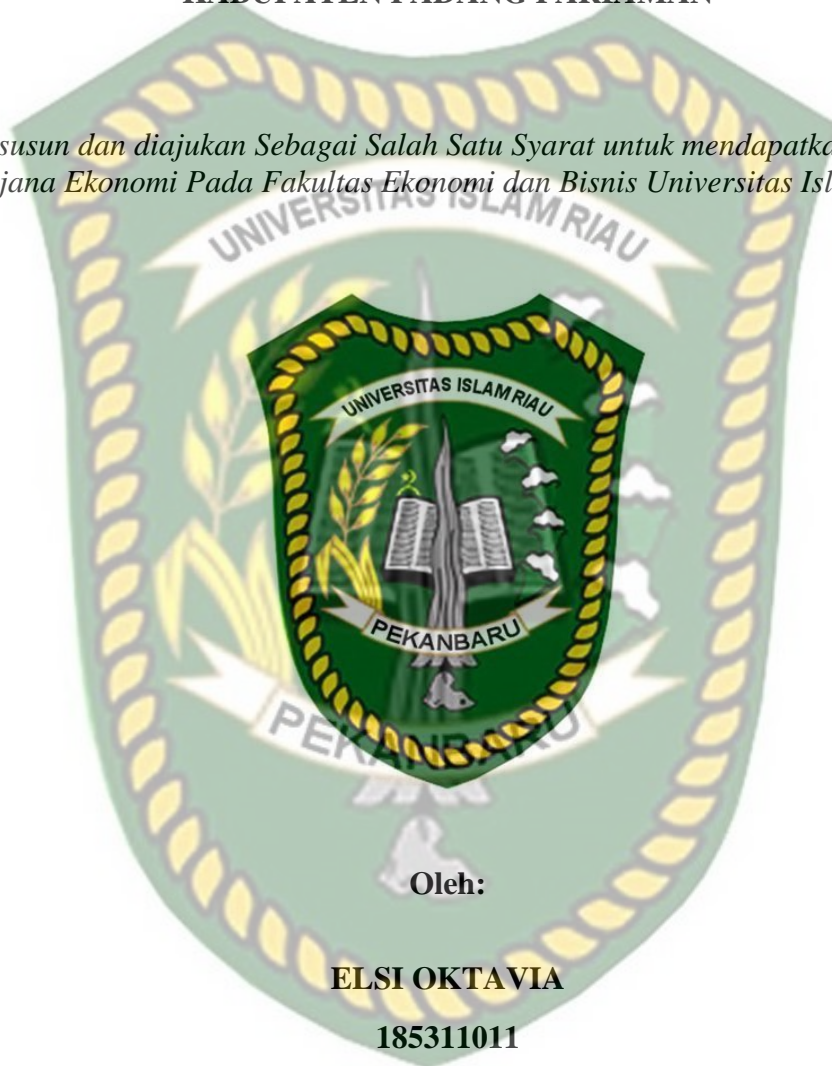 KABUPATEN PADANG PARIAMAN
susun dan diajukan Sebagai Salah Satu Syarat untuk mendapatka
jana Ekonomi Pada Fakultas Ekonomi dan Bisnis Universitas Isl
UNIVERSITAS ISLAM RIAU
UNIVERSITAS ISLAM RIAU
PEKANBARU
PEKANBARU
Oleh:
ELSI OKTAVIA
185311011